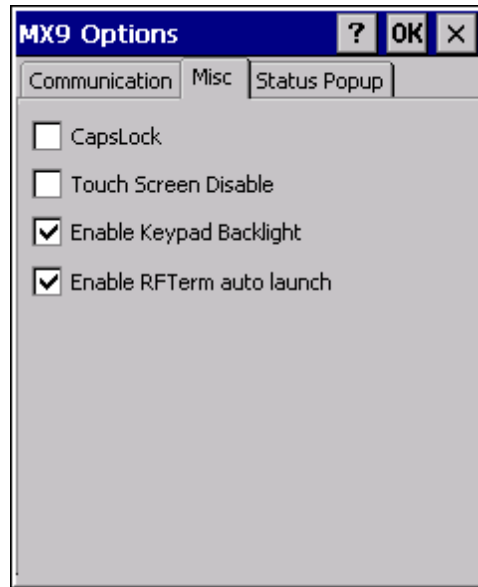 MX9 Options ? OK ×
Communication Misc Status Popup
CapsLock
Touch Screen Disable
Enable Keypad Backlight
Enable RFTerm auto launch